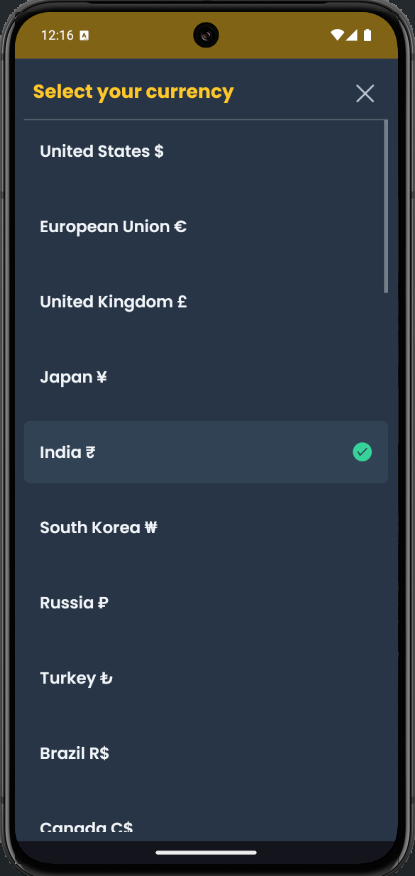 12:16
Select your currency
United States $
European Union €
United Kingdom £
Japan ¥
India ₹
South Korea ₩
Russia ₽
Turkey ₺
Brazil R$
Canada C$